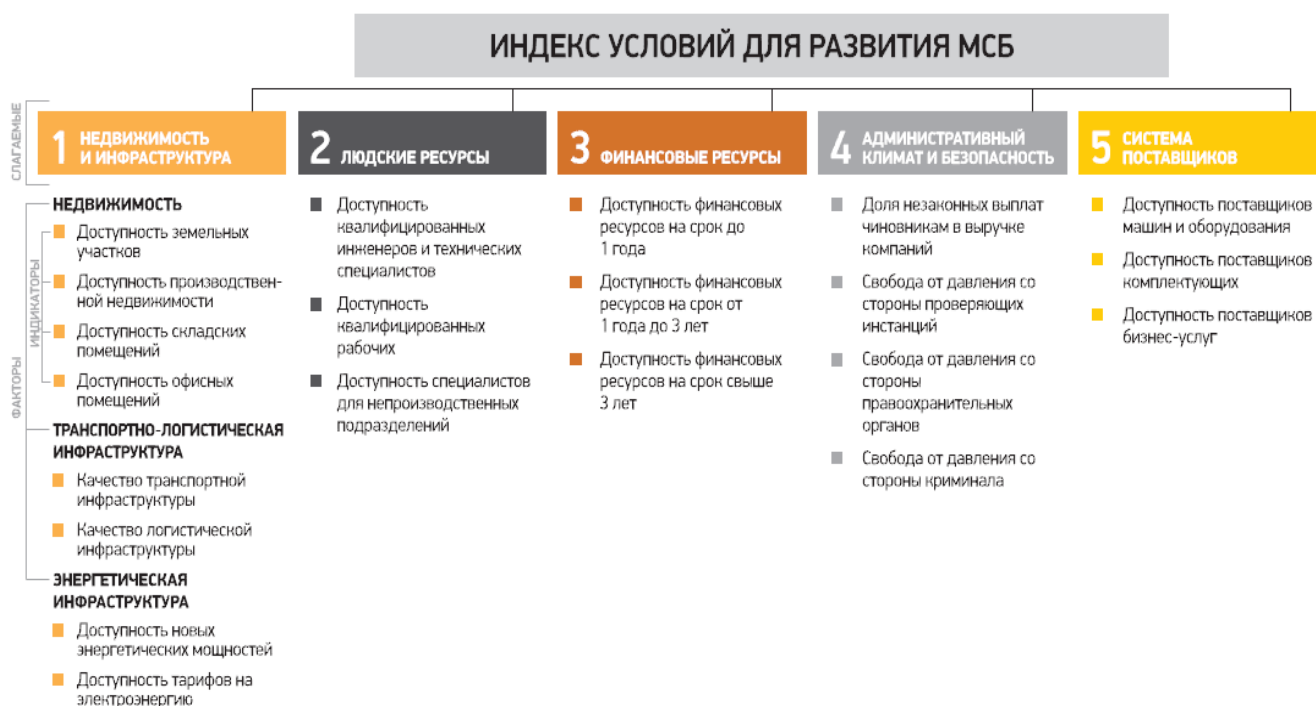 ИНДЕКС УСЛОВИЙ ДЛЯ РАЗВИТИЯ МСБ
СЛАГАЕМЫЕ
1 НЕДВИЖИМОСТЬ
И ИНФРАСТРУКТУРА
ФАКТОРЫ
ИНДИКАТОРЫ
НЕДВИЖИМОСТЬ
Доступность земельных
участков
Доступность производствен-
ной недвижимости
Доступность складских
помещений
Доступность офисных
помещений
ТРАНСПОРТНО-ЛОГИСТИЧЕСКАЯ
ИНФРАСТРУКТУРА
Качество транспортной
инфраструктуры
Качество логистической
инфраструктуры
ЭНЕРГЕТИЧЕСКАЯ
ИНФРАСТРУКТУРА
Доступность новых
энергетических мощностей
Доступность тарифов на
электроэнергию
2 ЛЮДСКИЕ РЕСУРСЫ
Доступность
квалифицированных
инженеров и технических
специалистов
Доступность
квалифицированных
рабочих
Доступность специалистов
для непроизводственных
подразделений
3 ФИНАНСОВЫЕ РЕСУРСЫ
Доступность финансовых
ресурсов на срок до
1 года
Доступность финансовых
ресурсов на срок от
1 года до 3 лет
Доступность финансовых
ресурсов на срок свыше
3 лет
4 АДМИНИСТРАТИВНЫЙ
КЛИМАТ И БЕЗОПАСНОСТЬ
Доля незаконных выплат
чиновникам в выручке
компаний
Свобода от давления со
стороны проверяющих
инстанций
Свобода от давления со
стороны
правоохранительных
органов
Свобода от давления со
стороны криминала
5 СИСТЕМА
ПОСТАВЩИКОВ
Доступность поставщиков
машин и оборудования
Доступность поставщиков
комплектующих
Доступность поставщиков
бизнес-услуг